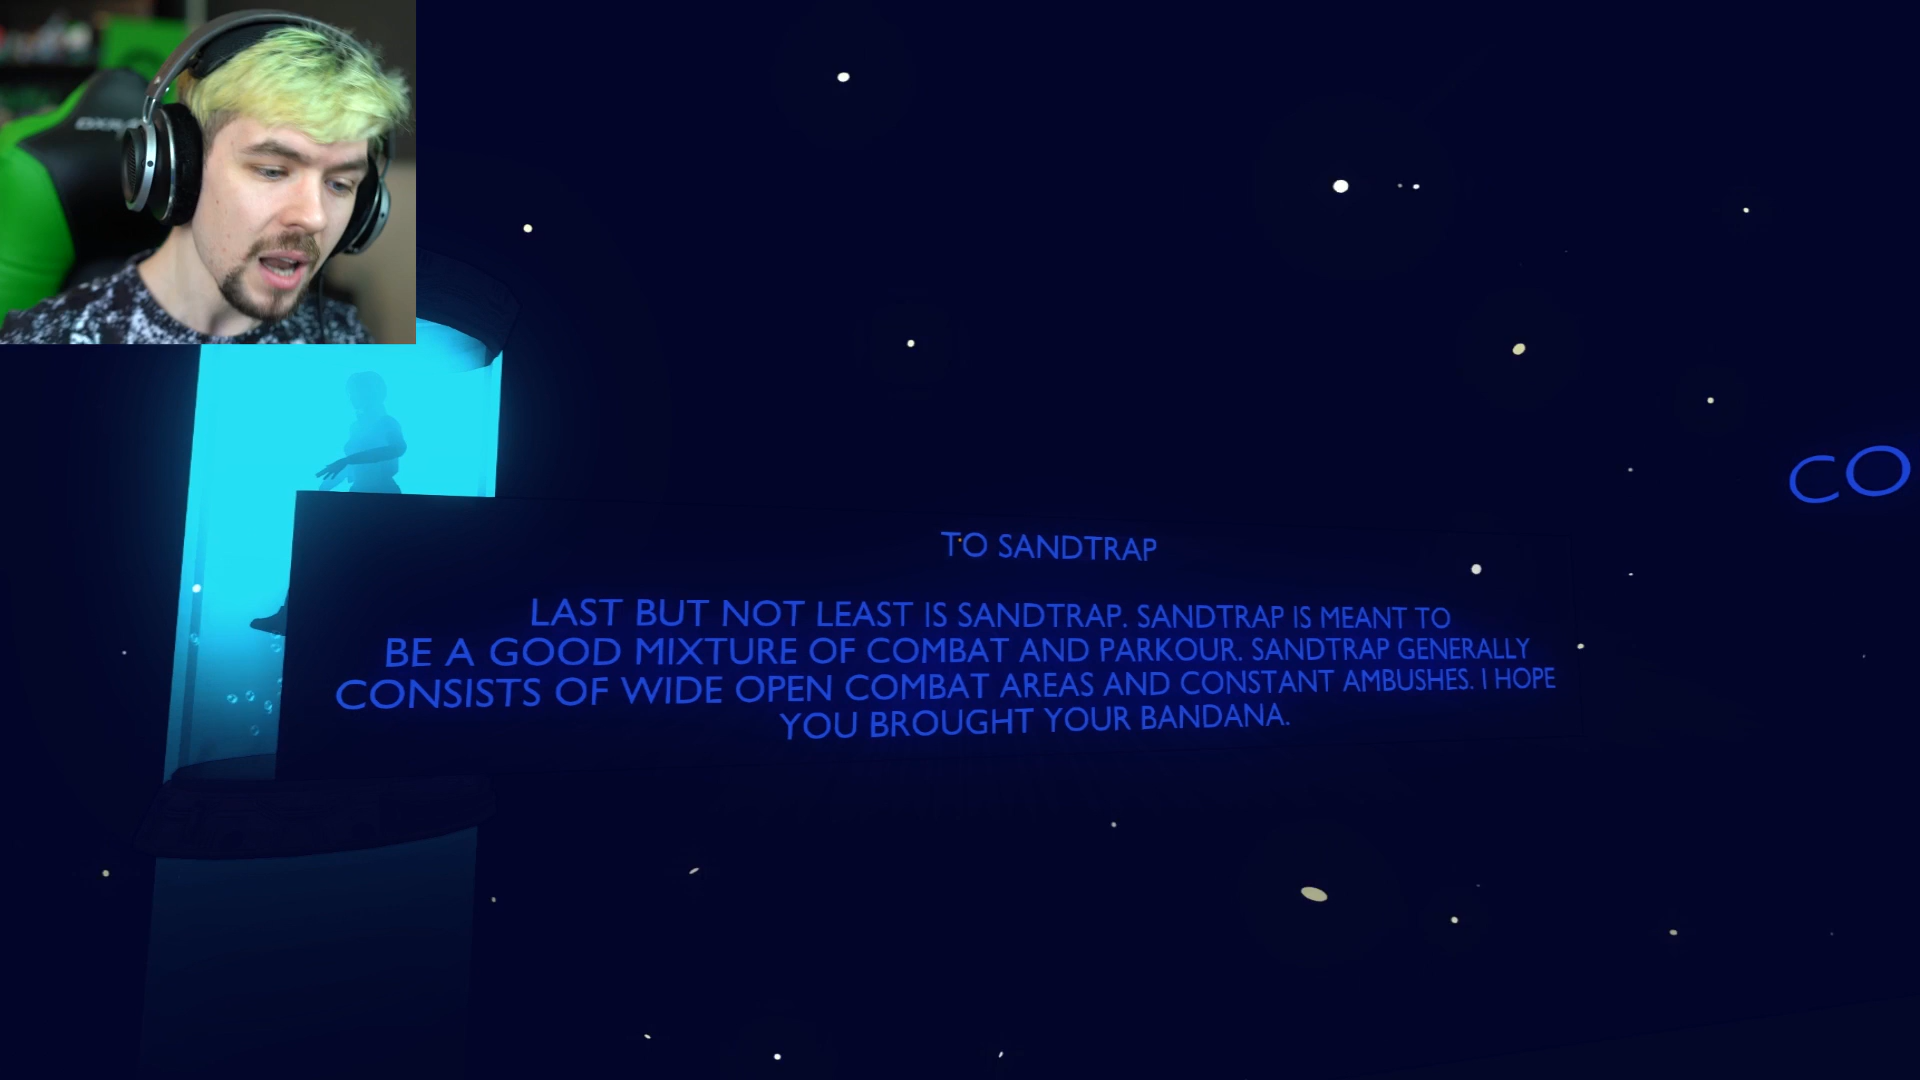 TO SANDTRAP
LAST BUT NOT LEAST IS SANDTRAP. SANDTRAP IS MEANT TO
BE A GOOD MIXTURE OF COMBAT AND PARKOUR. SANDTRAP GENERALLY
CONSISTS OF WIDE OPEN COMBAT AREAS AND CONSTANT AMBUSHES. I HOPE
YOU BROUGHT YOUR BANDANA.
CO